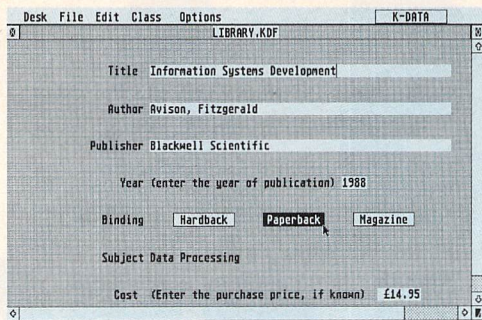 Desk File Edit Class Options K-DATA
LIBRARY.KDF
Title Information Systems Development
Author Avison, Fitzgerald
Publisher Blackwell Scientific
Year (enter the year of publication) 1988
Binding Hardback Paperback Magazine
Subject Data Processing
Cost (Enter the purchase price, if known) £14.95